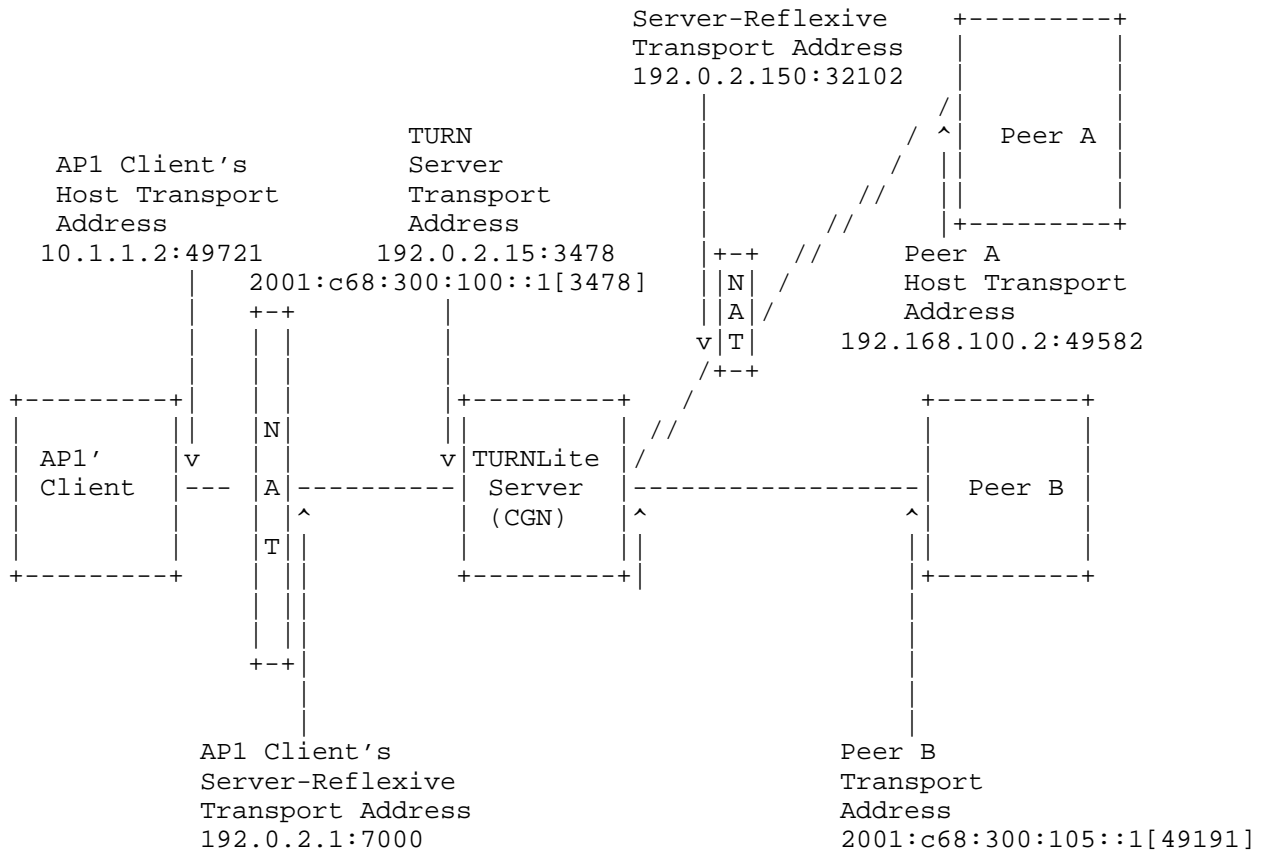 Server-Reflexive
Transport Address
192.0.2.150:32102
TURN
Server
Transport
Address
192.0.2.15:3478
2001:c68:300:100::1[3478]
AP1 Client's
Host Transport
Address
10.1.1.2:49721
Peer A
Peer A
Host Transport
Address
192.168.100.2:49582
NAT
AP1'
Client
NAT
TURNLite
Server
(CGN)
Peer B
AP1 Client's
Server-Reflexive
Transport Address
192.0.2.1:7000
Peer B
Transport
Address
2001:c68:300:105::1[49191]